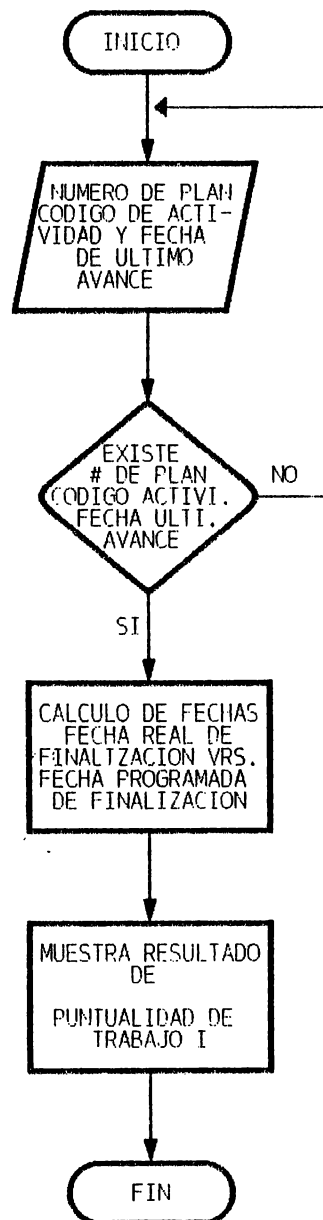 INICIO
NUMERO DE PLAN
CODIGO DE ACTI-
VIDAD Y FECHA
DE ULTIMO
AVANCE
EXISTE
# DE PLAN
CODIGO ACTIVI.
FECHA ULTI.
AVANCE
NO
SI
CALCULO DE FECHAS
FECHA REAL DE
FINALIZACION VRS.
FECHA PROGRAMADA
DE FINALIZACION
MUESTRA RESULTADO
DE
PUNTUALIDAD DE
TRABAJO I
FIN